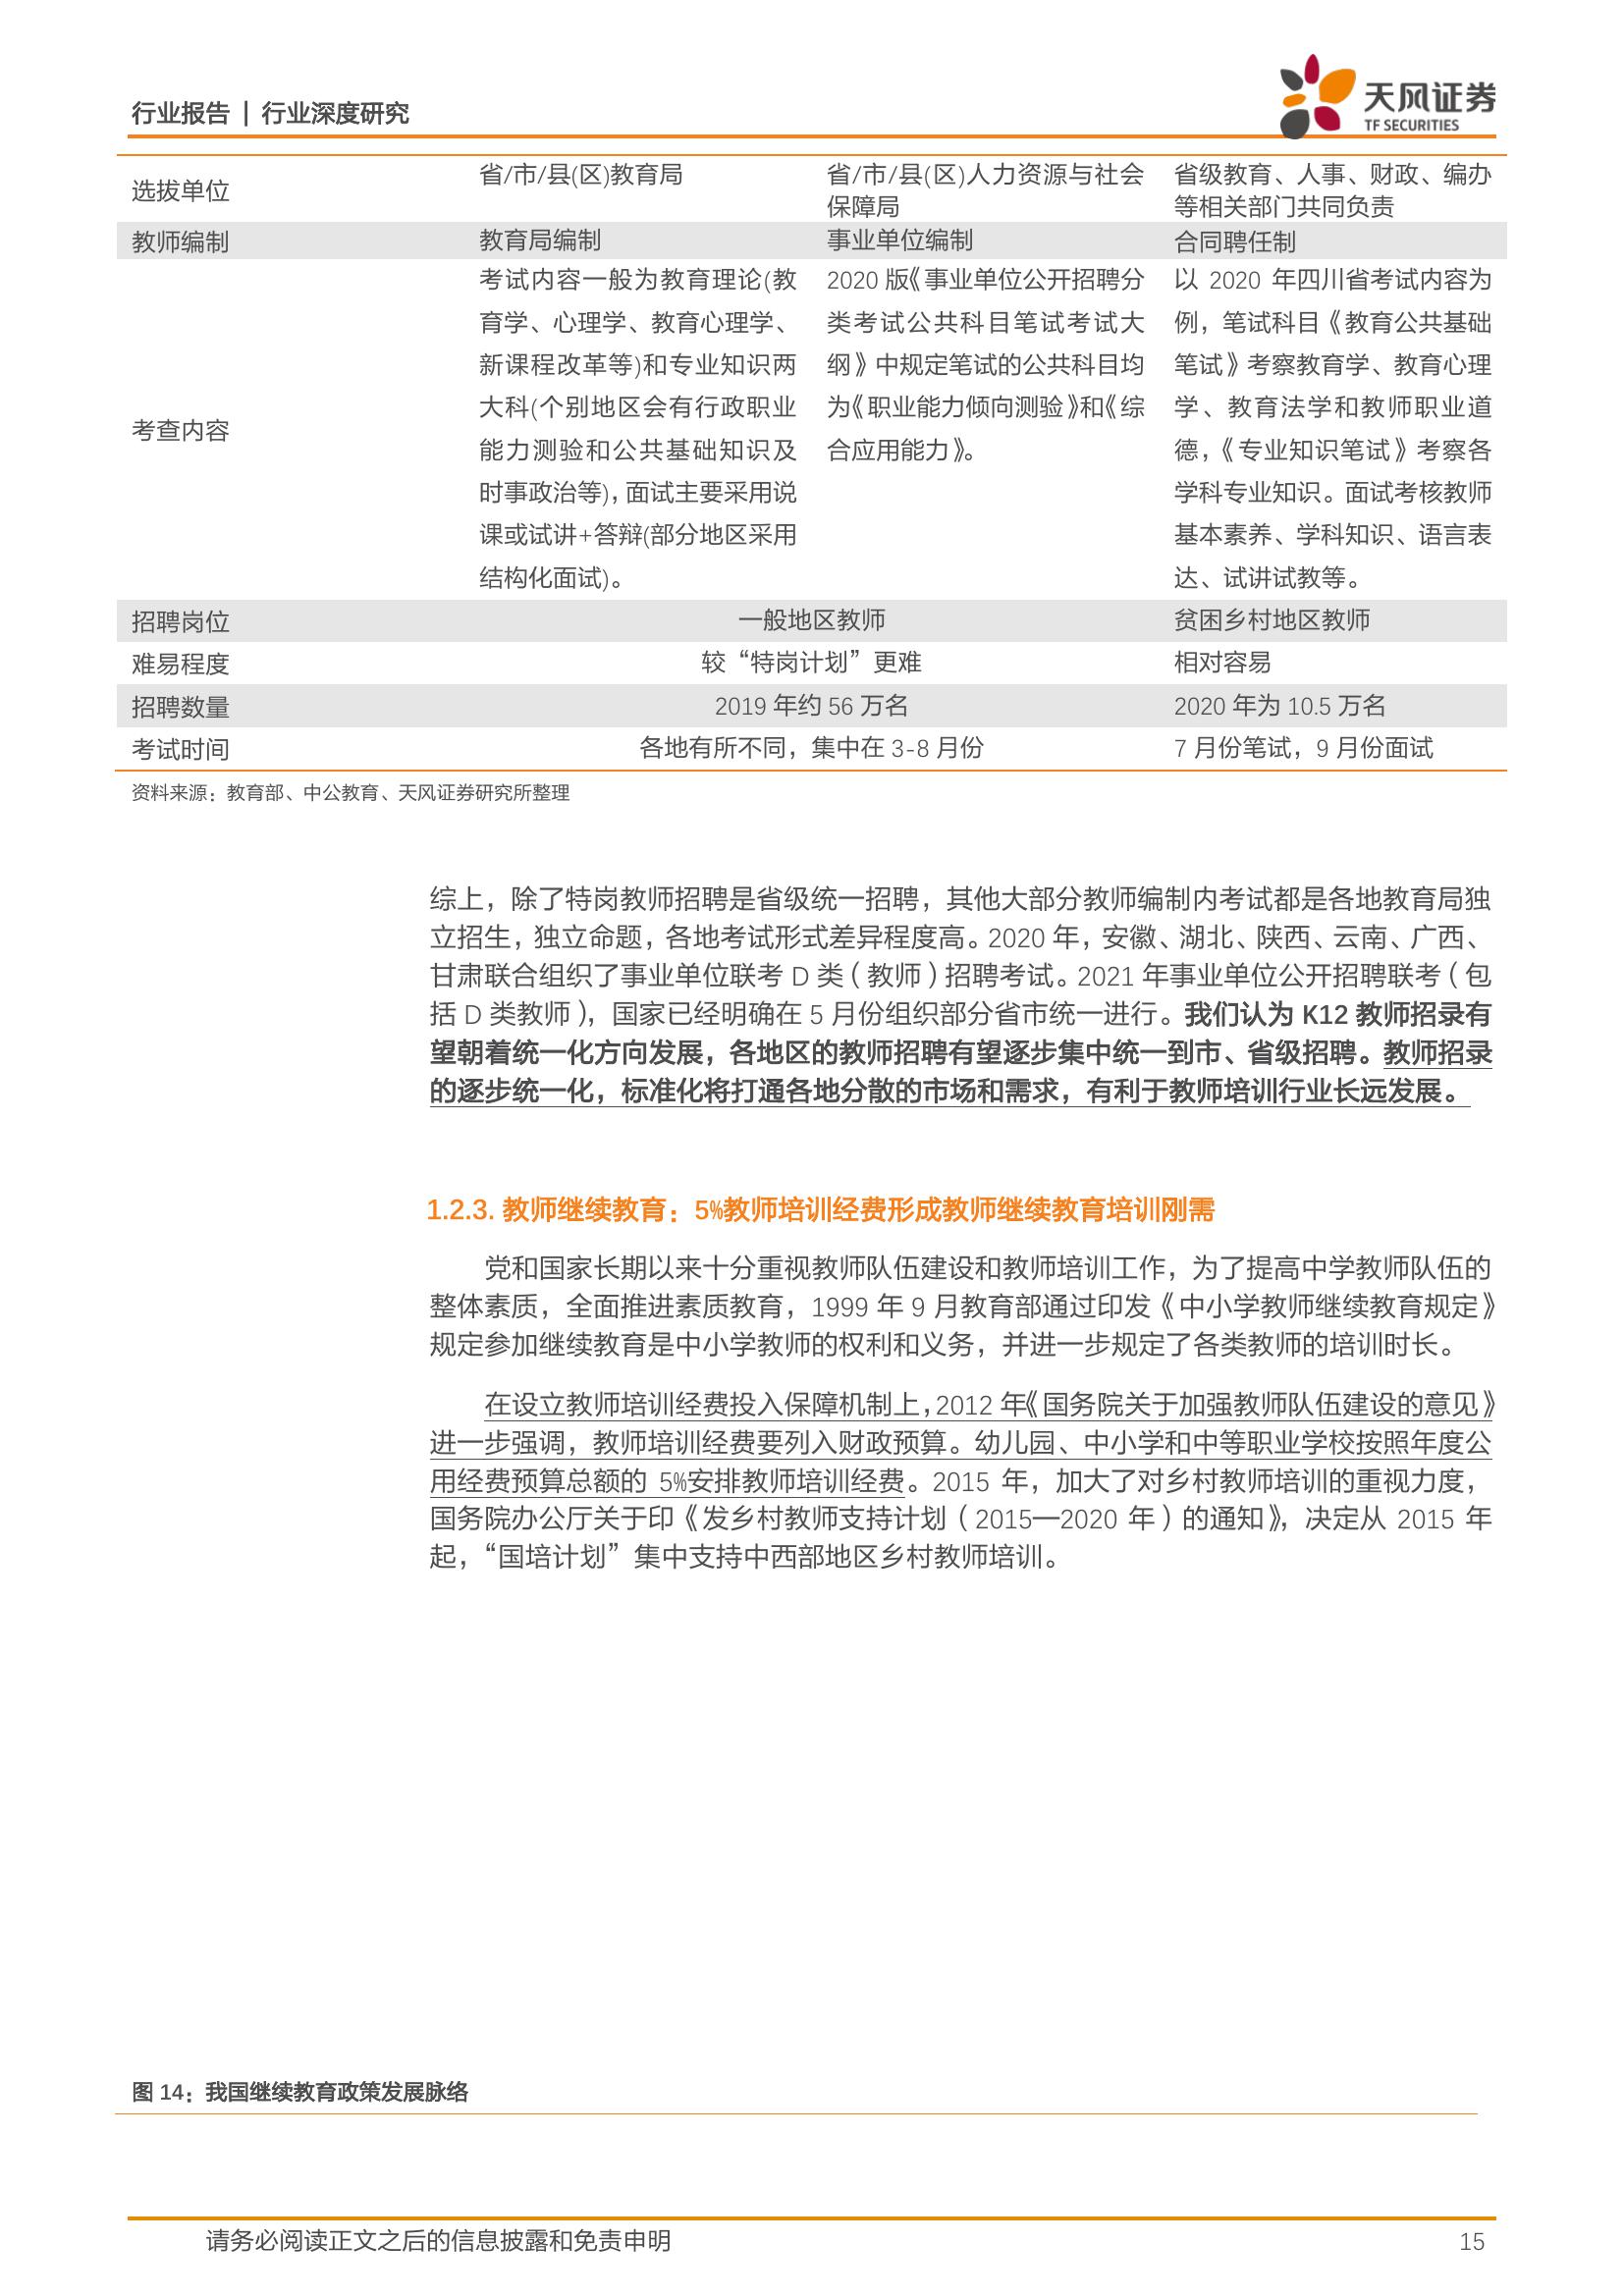 行业报告 | 行业深度研究
天风证券
TF SECURITIES
选拔单位
省/市/县(区)教育局
省/市/县(区)人力资源与社会
保障局
省级教育、人事、财政、编办
等相关部门共同负责
教师编制
教育局编制
事业单位编制
合同聘任制
考查内容
考试内容一般为教育理论(教
育学、心理学、教育心理学、
新课程改革等)和专业知识两
大科(个别地区会有行政职业
能力测验和公共基础知识及
时事政治等)，面试主要采用说
课或试讲+答辩(部分地区采用
结构化面试)。
2020 版《事业单位公开招聘分
类考试公共科目笔试考试大
纲》中规定笔试的公共科目均
为《职业能力倾向测验》和《综
合应用能力》。
以 2020 年四川省考试内容为
例，笔试科目《教育公共基础
笔试》考察教育学、教育心理
学、教育法学和教师职业道
德，《专业知识笔试》考察各
学科专业知识。面试考核教师
基本素养、学科知识、语言表
达、试讲试教等。
招聘岗位
一般地区教师
贫困乡村地区教师
难易程度
较“特岗计划”更难
相对容易
招聘数量
2019 年约 56 万名
2020 年为 10.5 万名
考试时间
各地有所不同，集中在 3-8 月份
7 月份笔试，9 月份面试
资料来源：教育部、中公教育、天风证券研究所整理
综上，除了特岗教师招聘是省级统一招聘，其他大部分教师编制内考试都是各地教育局独
立招生，独立命题，各地考试形式差异程度高。2020 年，安徽、湖北、陕西、云南、广西、
甘肃联合组织了事业单位联考 D 类（教师）招聘考试。2021 年事业单位公开招聘联考（包
括 D 类教师），国家已经明确在 5 月份组织部分省市统一进行。我们认为 K12 教师招录有
望朝着统一化方向发展，各地区的教师招聘有望逐步集中统一到市、省级招聘。教师招录
的逐步统一化，标准化将打通各地分散的市场和需求，有利于教师培训行业长远发展。
1.2.3. 教师继续教育：5%教师培训经费形成教师继续教育培训刚需
党和国家长期以来十分重视教师队伍建设和教师培训工作，为了提高中学教师队伍的
整体素质，全面推进素质教育，1999 年 9 月教育部通过印发《中小学教师继续教育规定》
规定参加继续教育是中小学教师的权利和义务，并进一步规定了各类教师的培训时长。
在设立教师培训经费投入保障机制上，2012 年《国务院关于加强教师队伍建设的意见》
进一步强调，教师培训经费要列入财政预算。幼儿园、中小学和中等职业学校按照年度公
用经费预算总额的 5%安排教师培训经费。2015 年，加大了对乡村教师培训的重视力度，
国务院办公厅关于印《发乡村教师支持计划（2015—2020 年）的通知》，决定从 2015 年
起，“国培计划”集中支持中西部地区乡村教师培训。
图 14：我国继续教育政策发展脉络
请务必阅读正文之后的信息披露和免责申明
15